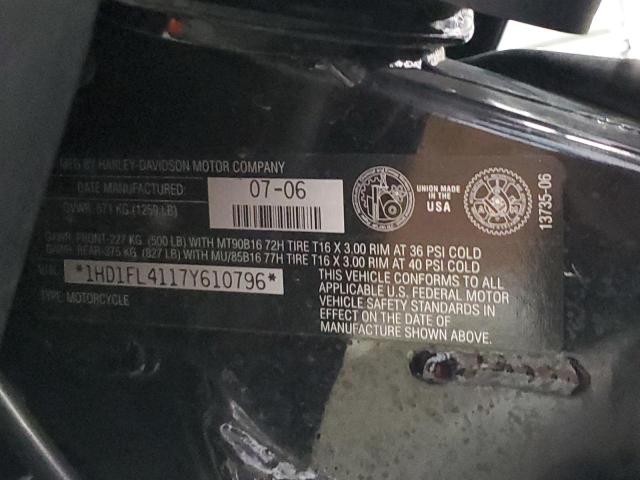 MFG BY HARLEY-DAVIDSON MOTOR COMPANY
DATE MANUFACTURED: 07-06
GVWR. 571 KG (1259 LB)
UNION MADE
IN THE
USA
13735-06
GAWR. FRONT-227 KG. (500 LB) WITH MT90B16 72H TIRE T16 X 3.00 RIM AT 36 PSI COLD
GAWR. REAR-375 KG. (827 LB) WITH MU/85B16 77H TIRE T16 X 3.00 RIM AT 40 PSI COLD
V.I.N. *1HD1FL4117Y610796*
TYPE: MOTORCYCLE
THIS VEHICLE CONFORMS TO ALL
APPLICABLE U.S. FEDERAL MOTOR
VEHICLE SAFETY STANDARDS IN
EFFECT ON THE DATE OF
MANUFACTURE SHOWN ABOVE.